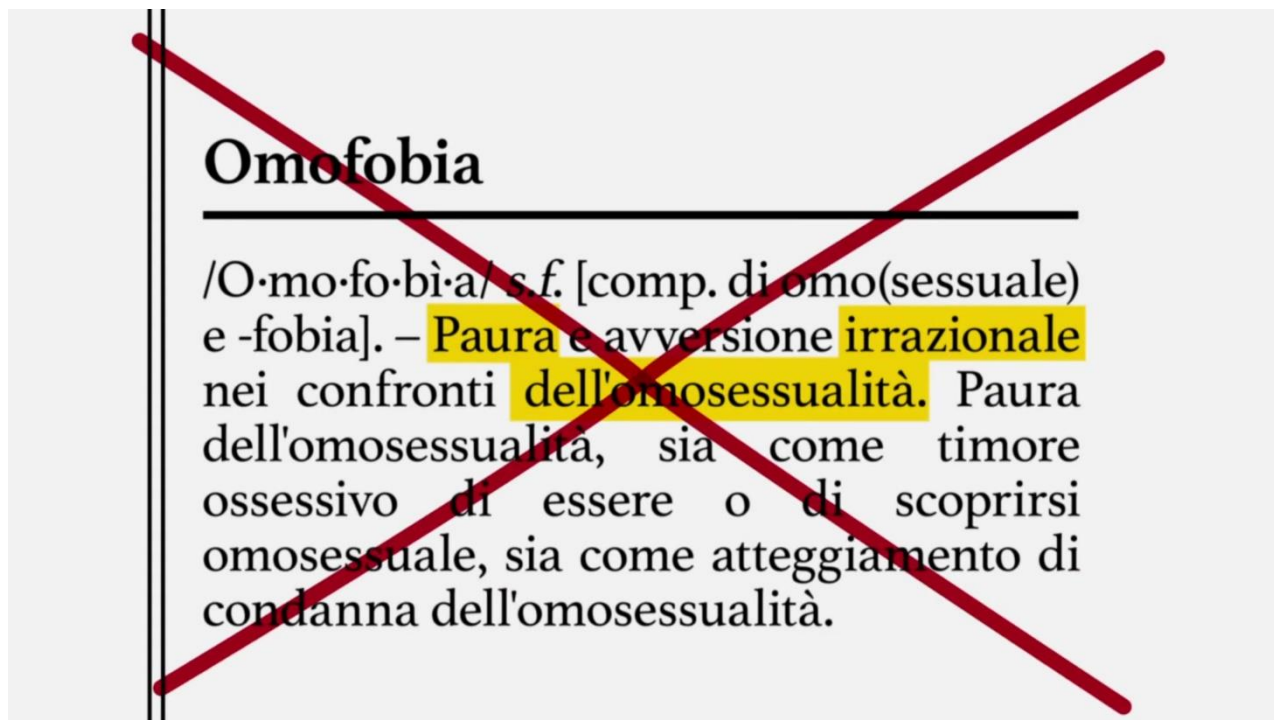 Omofobia
/O·mo·fo·bì·a/ s.f. [comp. di omo(sessuale)
e -fobia]. – Paura e avversione irrazionale
nei confronti dell'omosessualità. Paura
dell'omosessualità, sia come timore
ossessivo di essere o di scoprirsi
omosessuale, sia come atteggiamento di
condanna dell'omosessualità.